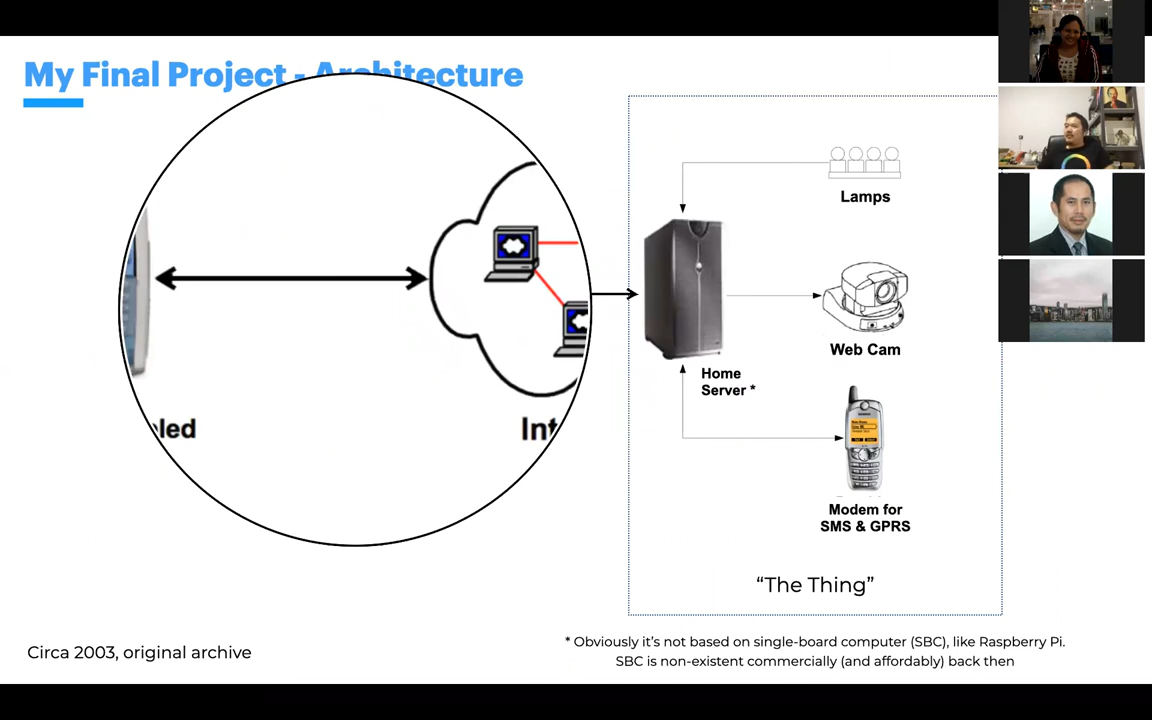 My Final Project - Architecture
Lamps
Web Cam
Home
Server *
Modem for
SMS & GPRS
“The Thing”
Circa 2003, original archive
* Obviously it’s not based on single-board computer (SBC), like Raspberry Pi.
SBC is non-existent commercially (and affordably) back then